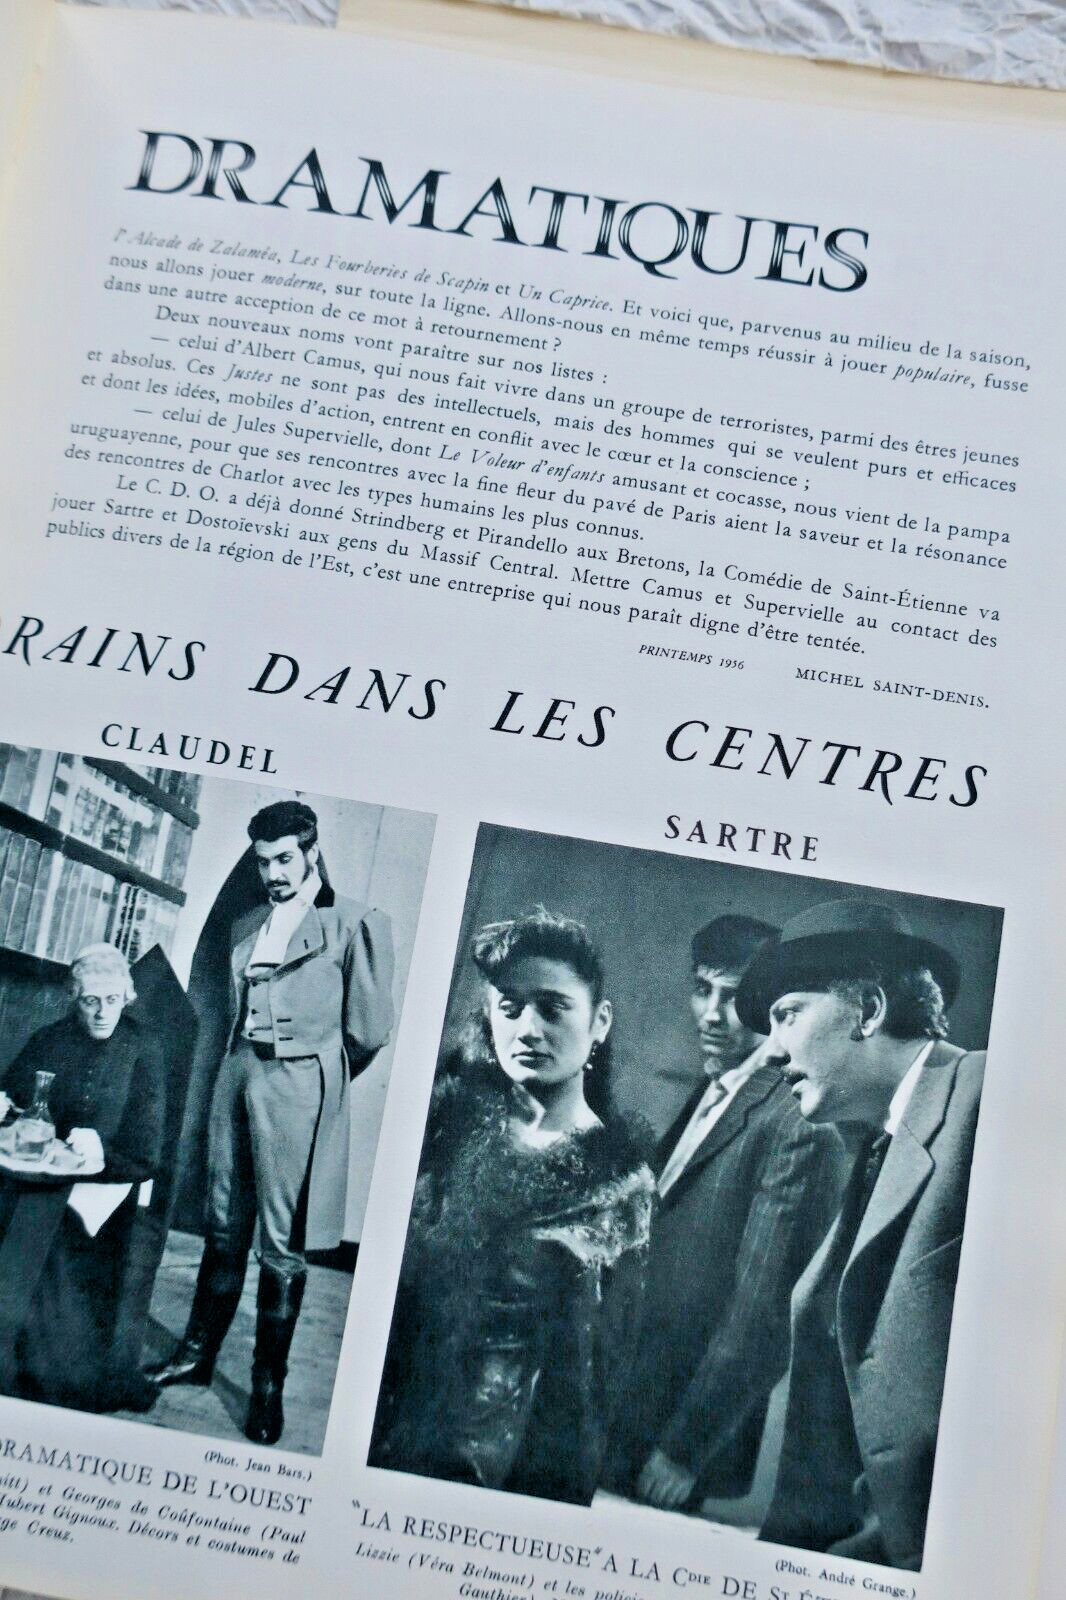 DRAMATIQUES
l'Alcade de Zalaméa, Les Fourberies de Scapin et Un Caprice. Et voici que, parvenus au milieu de la saison,
nous allons jouer moderne, sur toute la ligne. Allons-nous en même temps réussir à jouer populaire, fusse
dans une autre acception de ce mot à retournement ?
Deux nouveaux noms vont paraître sur nos listes :
— celui d'Albert Camus, qui nous fait vivre dans un groupe de terroristes, parmi des êtres jeunes
et absolus. Ces Justes ne sont pas des intellectuels, mais des hommes qui se veulent purs et efficaces
et dont les idées, mobiles d'action, entrent en conflit avec le cœur et la conscience ;
— celui de Jules Supervielle, dont Le Voleur d'enfants amusant et cocasse, nous vient de la pampa
uruguayenne, pour que ses rencontres avec la fine fleur du pavé de Paris aient la saveur et la résonance
des rencontres de Charlot avec les types humains les plus connus.
Le C. D. O. a déjà donné Strindberg et Pirandello aux Bretons, la Comédie de Saint-Étienne va
jouer Sartre et Dostoïevski aux gens du Massif Central. Mettre Camus et Supervielle au contact des
publics divers de la région de l'Est, c'est une entreprise qui nous paraît digne d'être tentée.
PRINTEMPS 1956 MICHEL SAINT-DENIS.
RAINS DANS LES CENTRES
CLAUDEL
SARTRE
(Phot. Jean Bars.)
DRAMATIQUE DE L'OUEST
itt) et Georges de Coûfontaine (Paul
Hubert Gignoux. Décors et costumes de
ge Creuz.
(Phot. André Grange.)
"LA RESPECTUEUSE" A LA CDIE DE ST
Lizzie (Véra Belmont) et les polici
Gauthier)